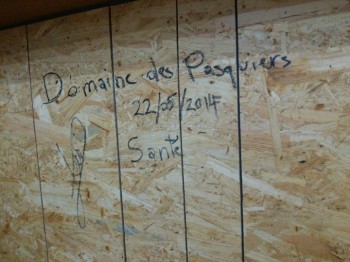 Domaine des Pasquiers
22/05/2014
Santé